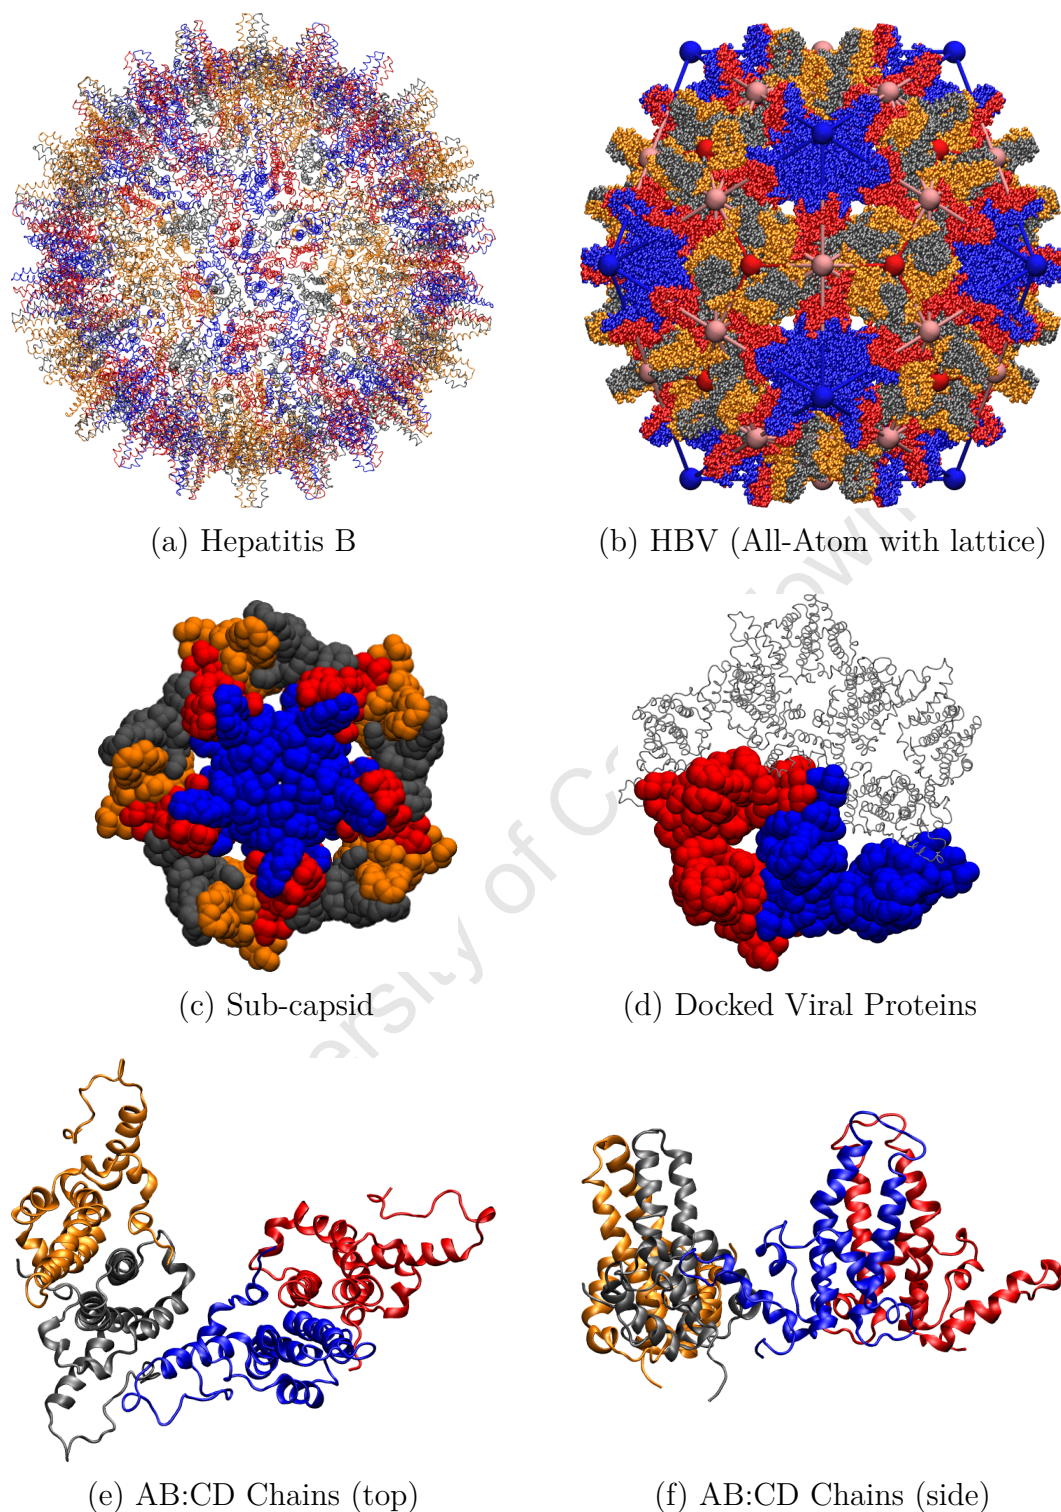 (a) Hepatitis B
(b) HBV (All-Atom with lattice)
(c) Sub-capsid
(d) Docked Viral Proteins
(e) AB:CD Chains (top)
(f) AB:CD Chains (side)